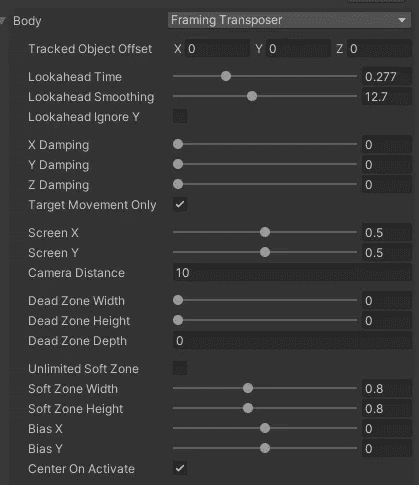 Body Framing Transposer
Tracked Object Offset X 0 Y 0 Z 0
Lookahead Time 0.277
Lookahead Smoothing 12.7
Lookahead Ignore Y
X Damping 0
Y Damping 0
Z Damping 0
Target Movement Only
Screen X 0.5
Screen Y 0.5
Camera Distance 10
Dead Zone Width 0
Dead Zone Height 0
Dead Zone Depth 0
Unlimited Soft Zone
Soft Zone Width 0.8
Soft Zone Height 0.8
Bias X 0
Bias Y 0
Center On Activate